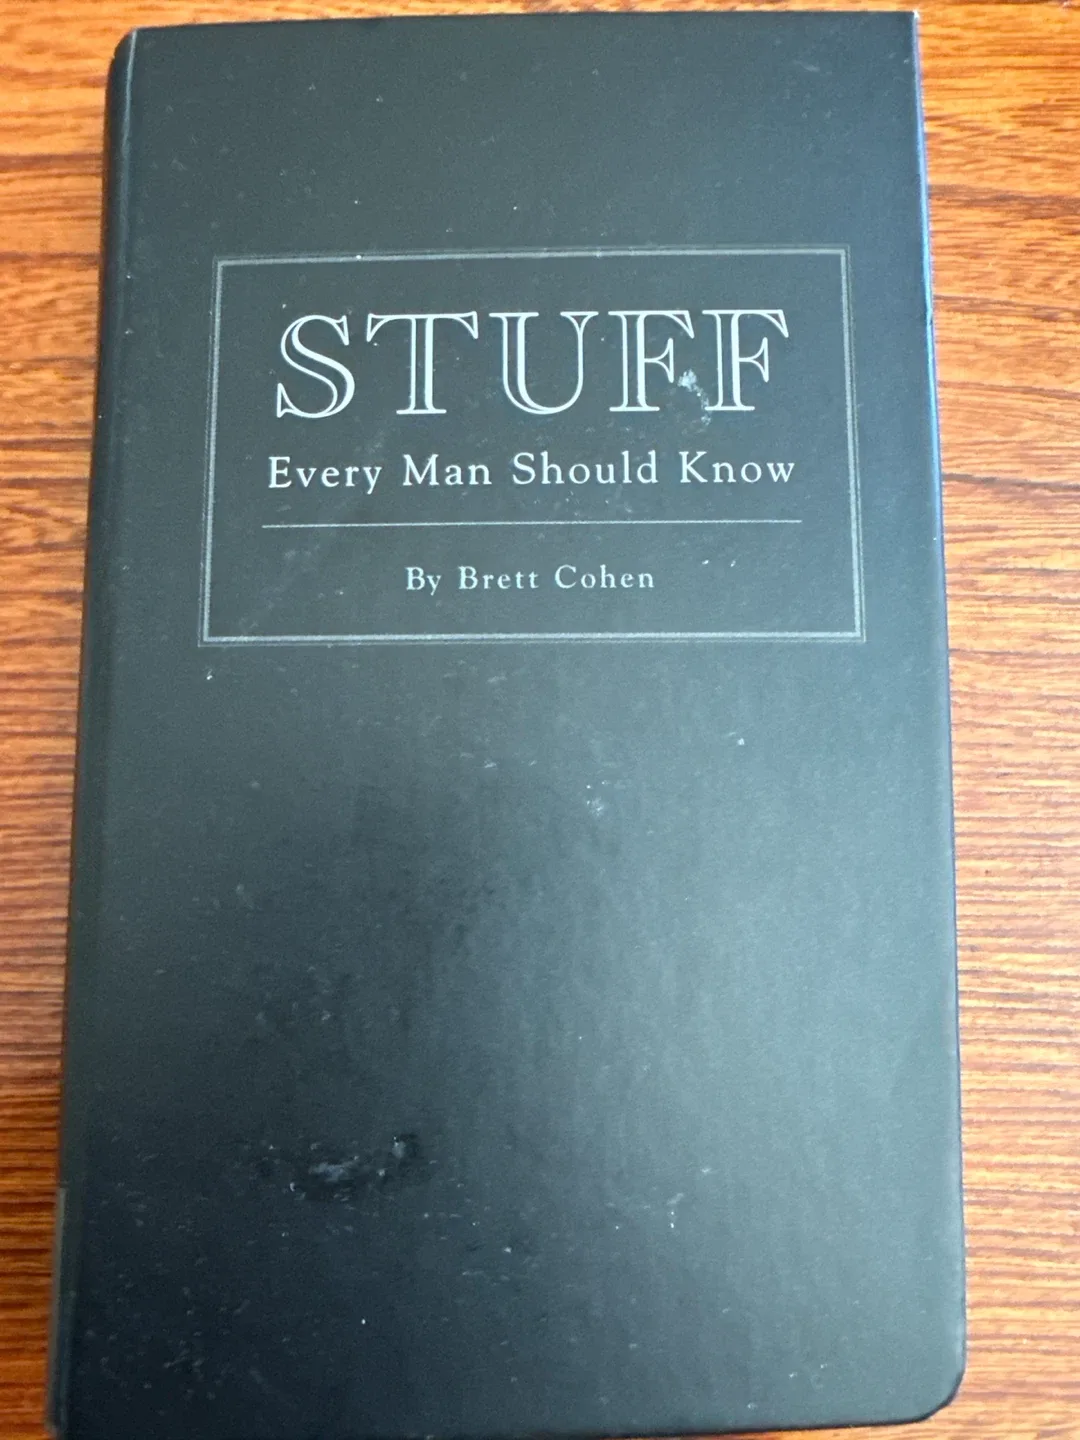 STUFF
Every Man Should Know
By Brett Cohen